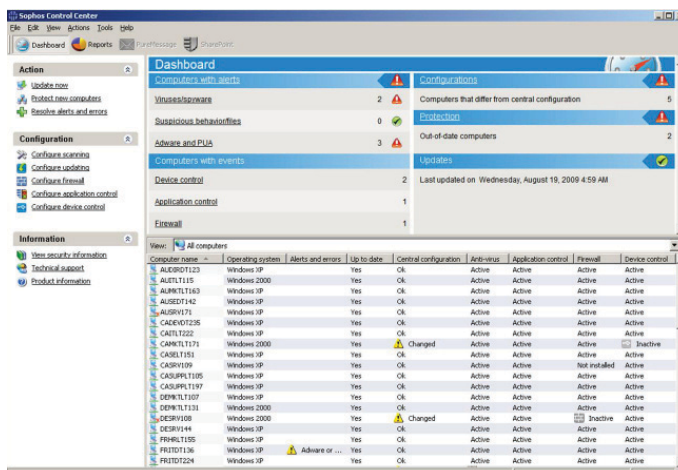 Sophos Control Center
File Edit View Actions Tools Help
Dashboard Reports PureMessage SharePoint
Action
Update now
Protect new computers
Resolve alerts and errors
Configuration
Configure scanning
Configure updating
Configure firewall
Configure application control
Configure device control
Information
View security information
Technical support
Product information
Dashboard
Computers with alerts
Viruses/spyware 2
Suspicious behavior/files 0
Adware and PUA 3
Computers with events
Device control 2
Application control 1
Firewall 1
Configurations
Computers that differ from central configuration 5
Protection
Out-of-date computers 2
Updates
Last updated on Wednesday, August 19, 2009 4:59 AM
View: All computers
Computer name Operating system Alerts and errors Up to date Central configuration Anti-virus Application control Firewall Device control
AUDIRDT123 Windows XP Yes Ok Active Active Active Active
AUTLT115 Windows 2000 Yes Ok Active Active Active Active
AUMKTLT163 Windows XP Yes Ok Active Active Active Active
AUSEDT142 Windows XP Yes Ok Active Active Active Active
AUSRV171 Windows XP Yes Ok Active Active Active Active
CADEVDT235 Windows XP Yes Ok Active Active Active Active
CAITLT222 Windows XP Yes Ok Active Active Active Active
CAMKTLT171 Windows 2000 Yes Changed Active Active Active Inactive
CASELT151 Windows XP Yes Ok Active Active Active Active
CASRV109 Windows XP Yes Ok Active Active Not installed Active
CASUPPLT105 Windows XP Yes Ok Active Active Active Active
CASUPPLT197 Windows XP Yes Ok Active Active Active Active
DEMKTLT107 Windows XP Yes Ok Active Active Active Active
DEMKTLT131 Windows 2000 Yes Ok Active Active Active Active
DESRV108 Windows 2000 Yes Changed Active Active Inactive Active
DESRV144 Windows XP Yes Ok Active Active Active Active
FRHRLT155 Windows XP Yes Ok Active Active Active Active
FRITDT136 Windows XP Adware or ... Yes Ok Active Active Active Active
FRITDT224 Windows XP Yes Ok Active Active Active Active